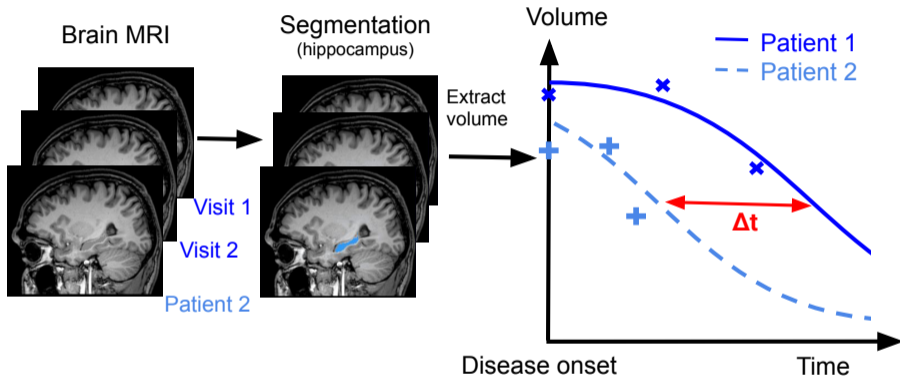 Brain MRI
Segmentation
(hippocampus)
Visit 1
Visit 2
Patient 2
Extract
volume
Volume
Patient 1
Patient 2
Δt
Disease onset
Time